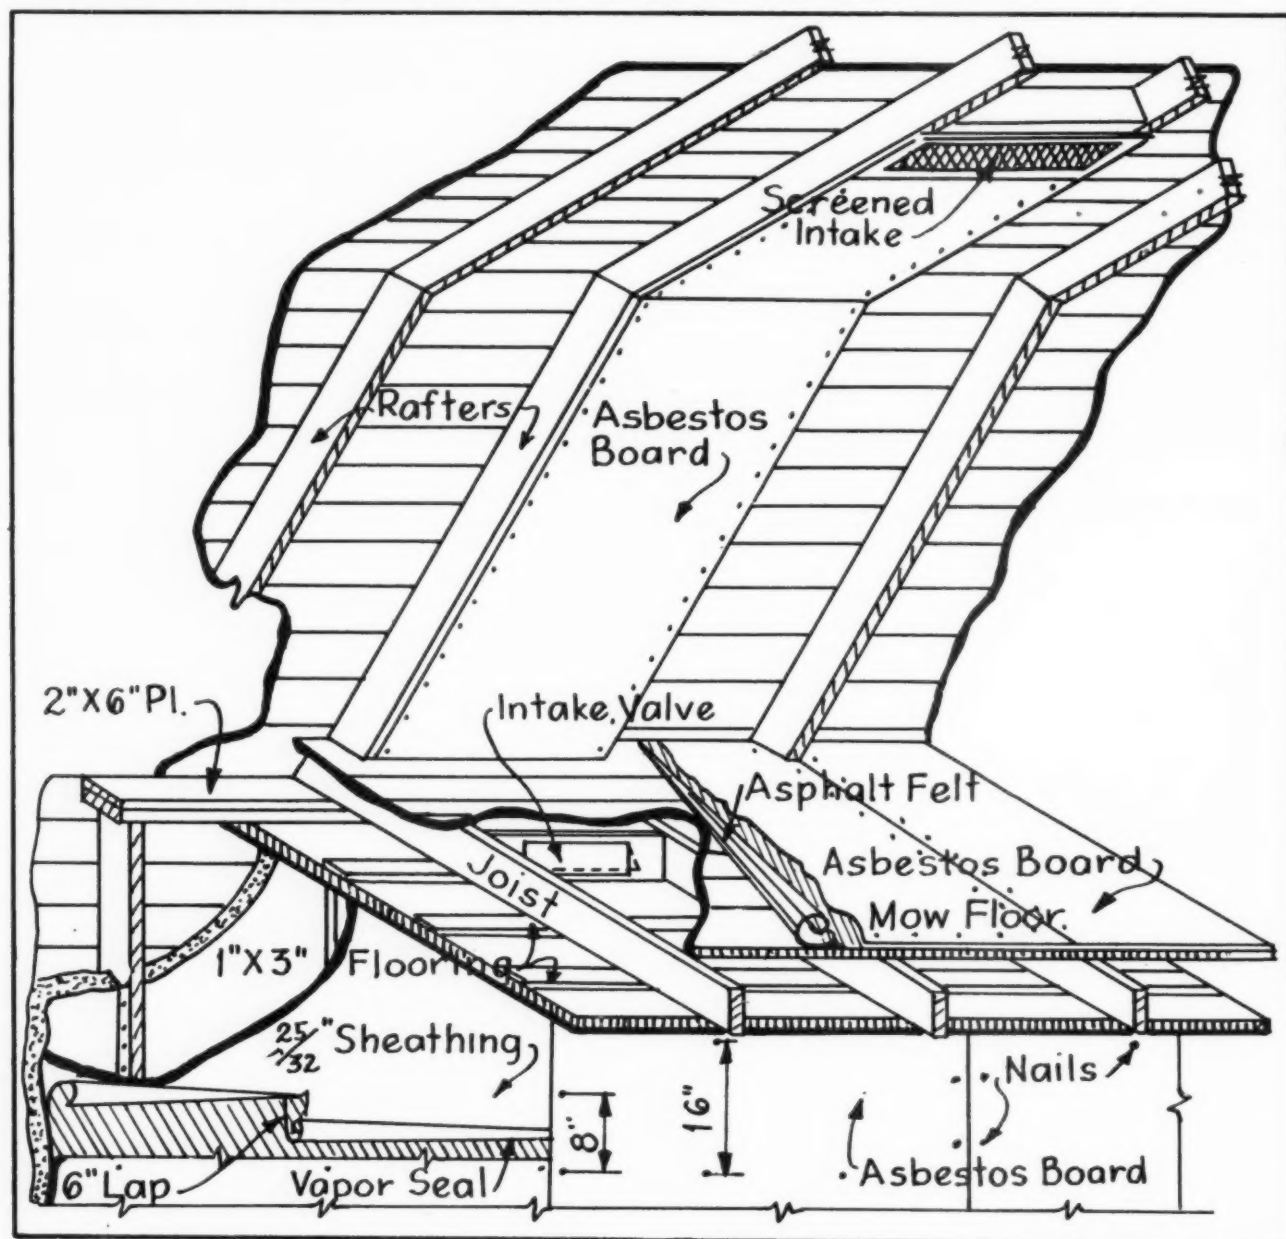 Screened
Intake
Rafters
Asbestos
Board
2"X6" Pl.
Intake Valve
Asphalt Felt
Joist
Asbestos Board
Mow Floor
1"X3" Flooring
25/32" Sheathing
Nails
16"
8"
6" Lap
Vapor Seal
Asbestos Board